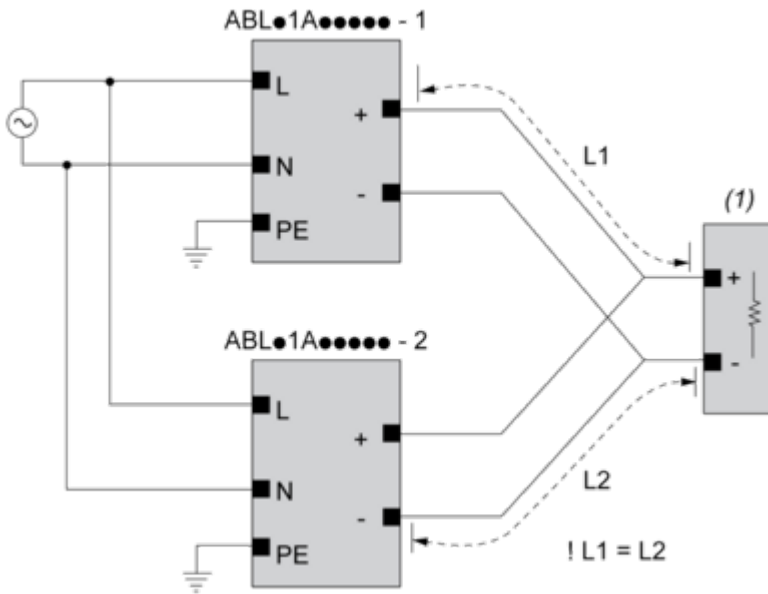 ABL●1A●●●●● - 1
L
+
L1
N
-
(1)
PE
+
ABL●1A●●●●● - 2
-
L
+
N
L2
-
! L1 = L2
PE